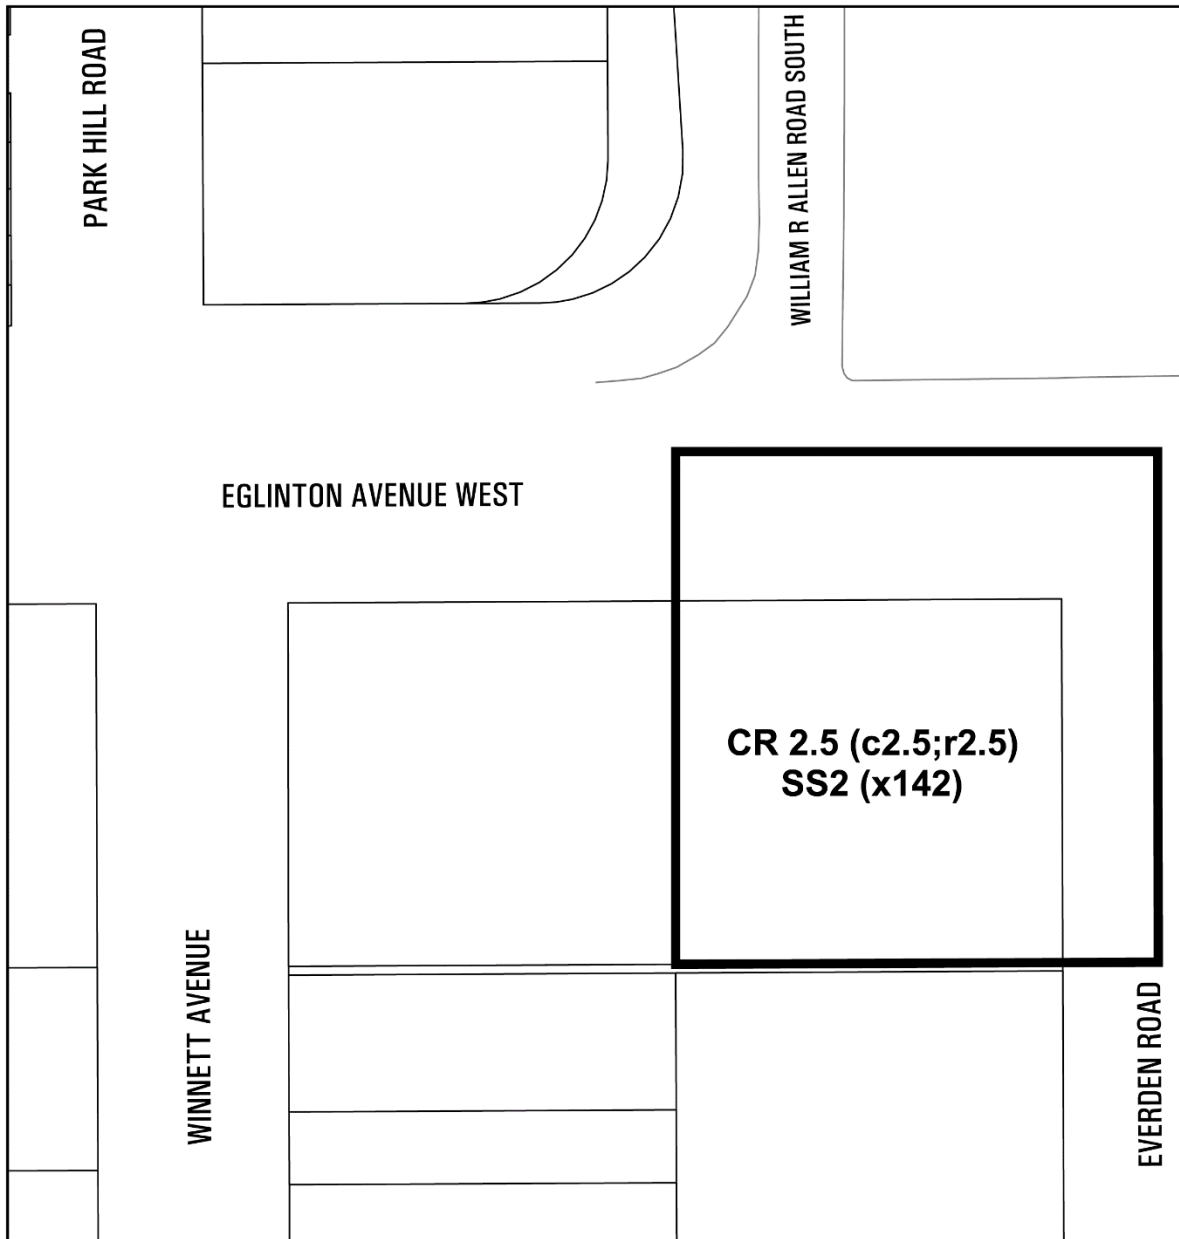 PARK HILL ROAD
WILLIAM R ALLEN ROAD SOUTH
EGLINTON AVENUE WEST
CR 2.5 (c2.5;r2.5)
SS2 (x142)
WINNETT AVENUE
EVERDEN ROAD